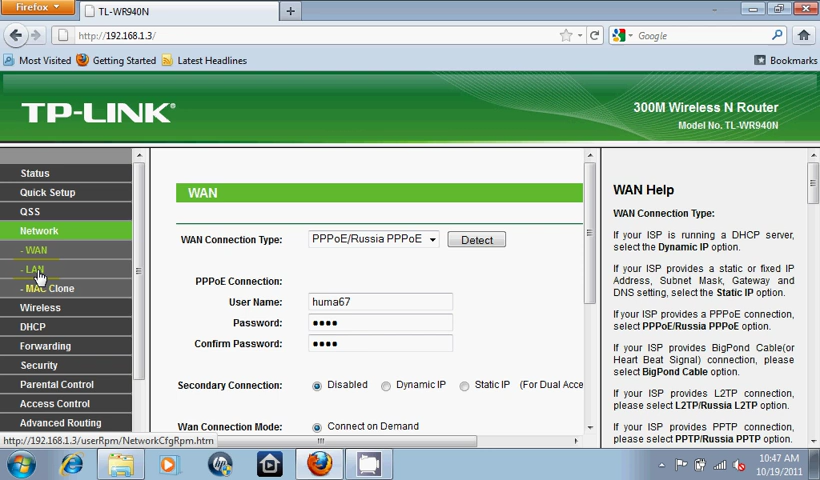 Firefox
TL-WR940N
http://192.168.1.3/
Google
Most Visited
Getting Started
Latest Headlines
Bookmarks
TP-LINK®
300M Wireless N Router
Model No. TL-WR940N
Status
Quick Setup
QSS
Network
- WAN
- LAN
- MAC Clone
Wireless
DHCP
Forwarding
Security
Parental Control
Access Control
Advanced Routing
WAN
WAN Connection Type:
PPPoE/Russia PPPoE
Detect
PPPoE Connection:
User Name:
huma67
Password:
••••
Confirm Password:
••••
Secondary Connection:
Disabled
Dynamic IP
Static IP
(For Dual Acce
Wan Connection Mode:
Connect on Demand
WAN Help
WAN Connection Type:
If your ISP is running a DHCP server,
select the Dynamic IP option.
If your ISP provides a static or fixed IP
Address, Subnet Mask, Gateway and
DNS setting, select the Static IP option.
If your ISP provides a PPPoE connection,
select PPPoE/Russia PPPoE option.
If your ISP provides BigPond Cable(or
Heart Beat Signal) connection, please
select BigPond Cable option.
If your ISP provides L2TP connection,
please select L2TP/Russia L2TP option.
If your ISP provides PPTP connection,
please select PPTP/Russia PPTP option.
http://192.168.1.3/userRpm/NetworkCfgRpm.htm
hp
10:47 AM
10/19/2011